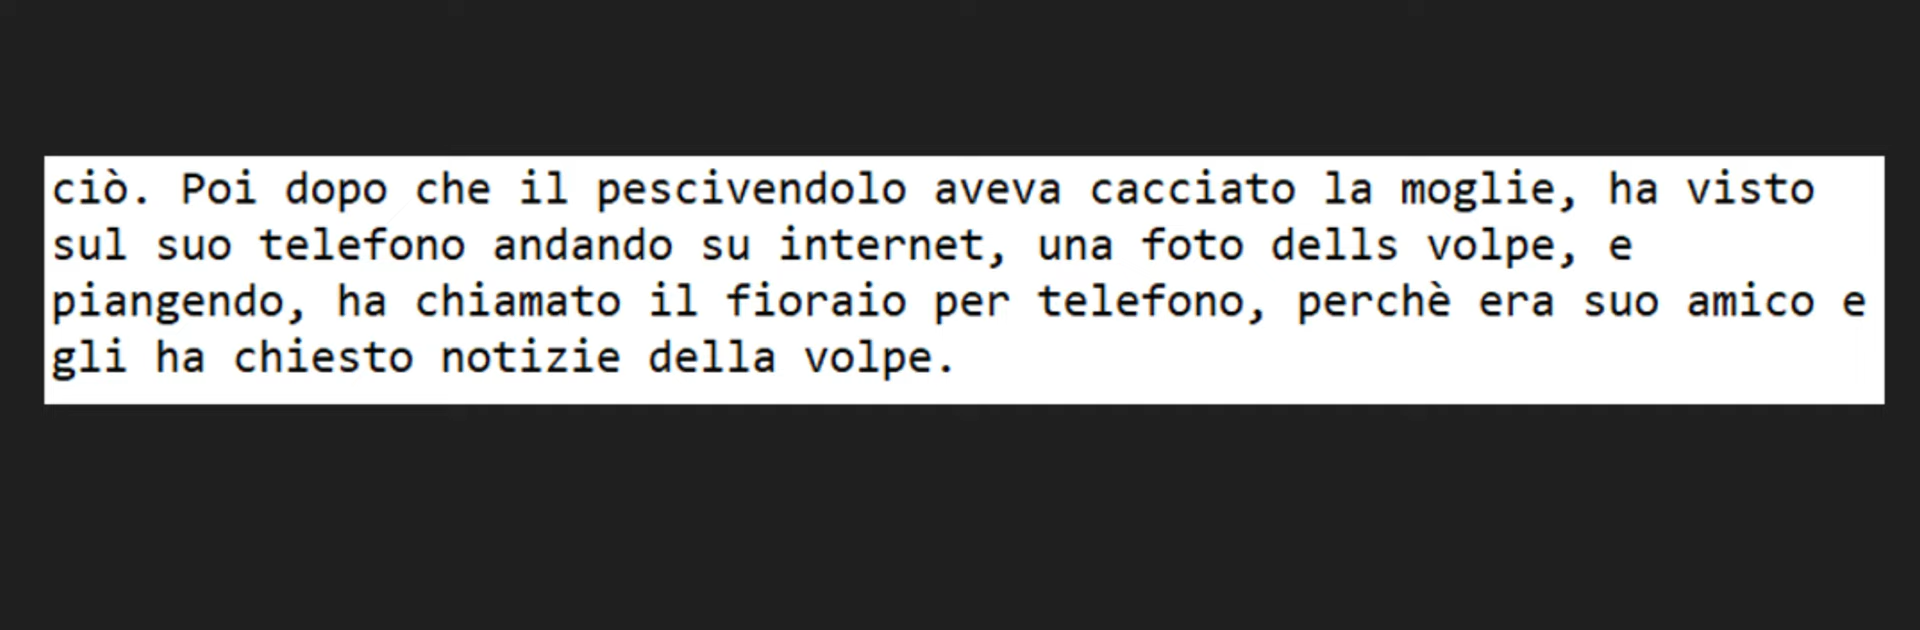 ciò. Poi dopo che il pescivendolo aveva cacciato la moglie, ha visto
sul suo telefono andando su internet, una foto dells volpe, e
piangendo, ha chiamato il fioraio per telefono, perchè era suo amico e
gli ha chiesto notizie della volpe.